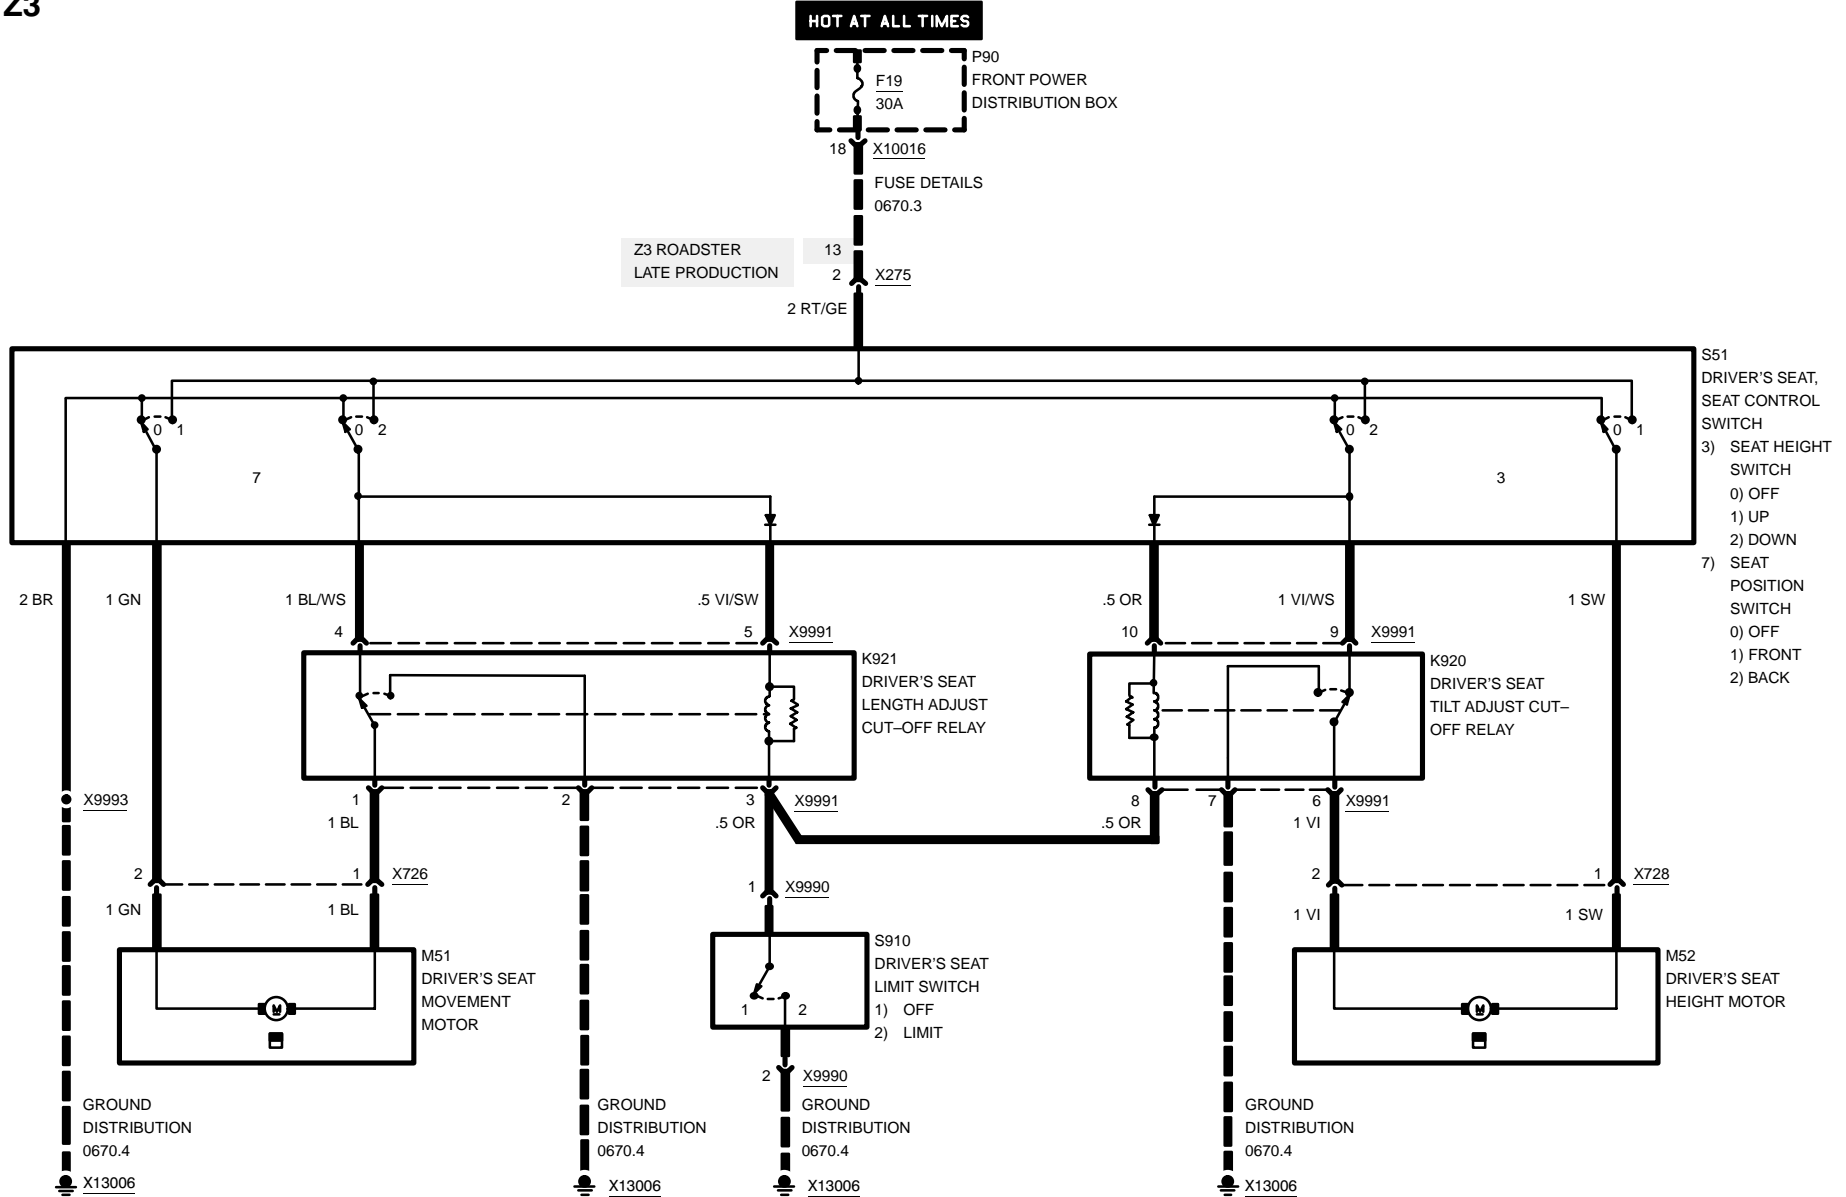 Z3
HOT AT ALL TIMES
P90
FRONT POWER
DISTRIBUTION BOX
F19
30A
18 X10016
FUSE DETAILS
0670.3
Z3 ROADSTER
LATE PRODUCTION
13
2 X275
2 RT/GE
S51
DRIVER'S SEAT,
SEAT CONTROL
SWITCH
3) SEAT HEIGHT
SWITCH
0) OFF
1) UP
2) DOWN
7) SEAT
POSITION
SWITCH
0) OFF
1) FRONT
2) BACK
0 1
0 2
0 2
0 1
7
3
2 BR
1 GN
1 BL/WS
.5 VI/SW
.5 OR
1 VI/WS
1 SW
4
5 X9991
10
9 X9991
K921
DRIVER'S SEAT
LENGTH ADJUST
CUT–OFF RELAY
K920
DRIVER'S SEAT
TILT ADJUST CUT–
OFF RELAY
X9993
1
2
3 X9991
8
7
6 X9991
1 BL
.5 OR
.5 OR
1 VI
2
1 X726
1 X9990
2
1 X728
1 GN
1 BL
1 VI
1 SW
M51
DRIVER'S SEAT
MOVEMENT
MOTOR
M
S910
DRIVER'S SEAT
LIMIT SWITCH
1) OFF
2) LIMIT
1 2
M52
DRIVER'S SEAT
HEIGHT MOTOR
M
2 X9990
GROUND
DISTRIBUTION
0670.4
X13006
GROUND
DISTRIBUTION
0670.4
X13006
GROUND
DISTRIBUTION
0670.4
X13006
GROUND
DISTRIBUTION
0670.4
X13006